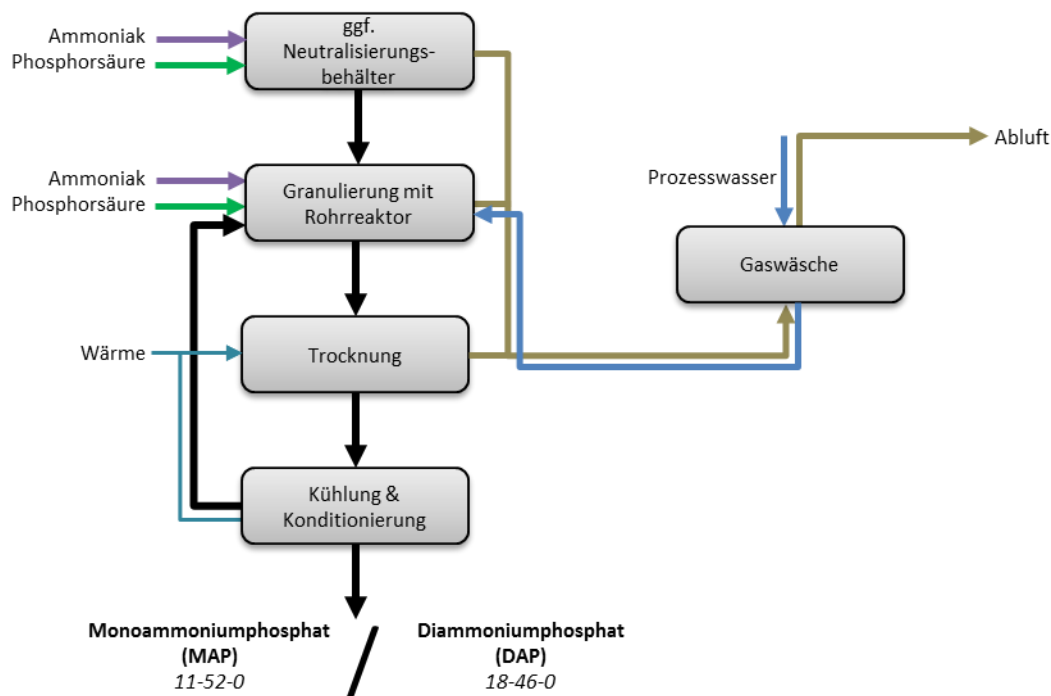 ggf.
Neutralisierungs-
behälter
Ammoniak
Phosphorsäure
Abluft
Ammoniak
Phosphorsäure
Granulierung mit
Rohrreaktor
Prozesswasser
Gaswäsche
Wärme
Trocknung
Kühlung &
Konditionierung
Monoammoniumphosphat
(MAP)
11-52-0
Diammoniumphosphat
(DAP)
18-46-0